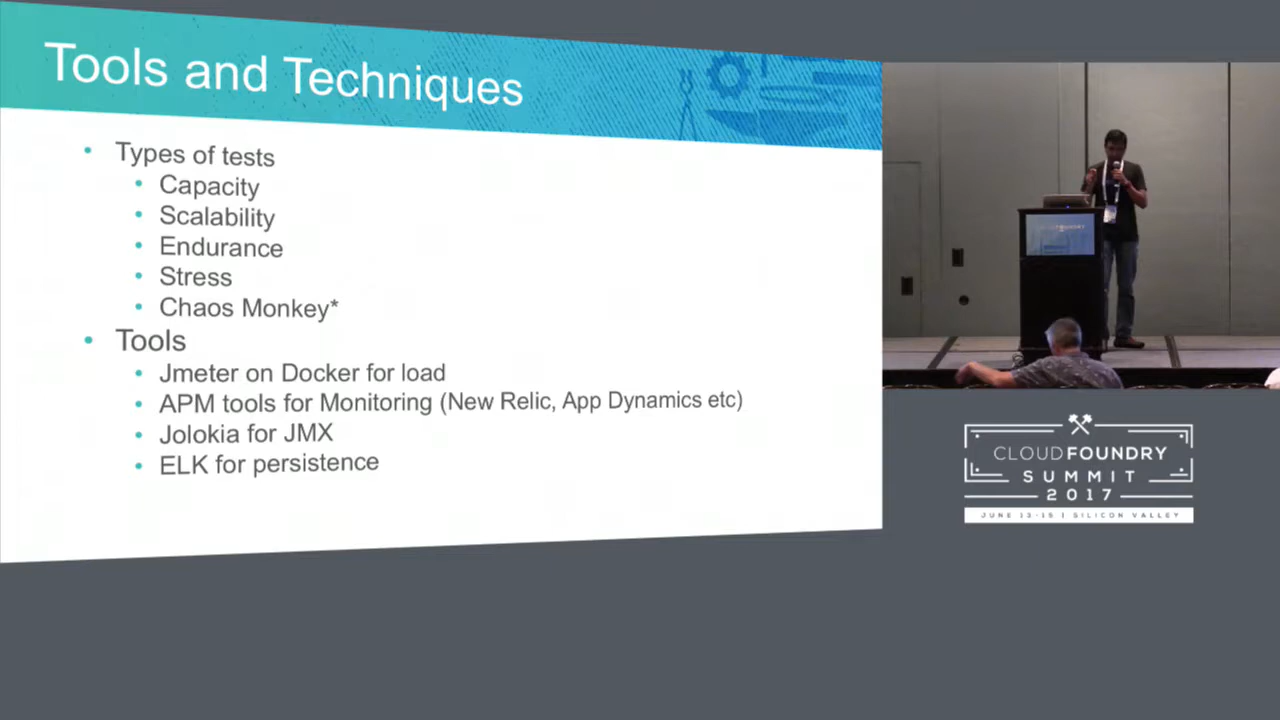 Tools and Techniques
Types of tests
Capacity
Scalability
Endurance
Stress
Chaos Monkey*
Tools
Jmeter on Docker for load
APM tools for Monitoring (New Relic, App Dynamics etc)
Jolokia for JMX
ELK for persistence
CLOUD FOUNDRY
SUMMIT
2017
JUNE 13-15 | SILICON VALLEY